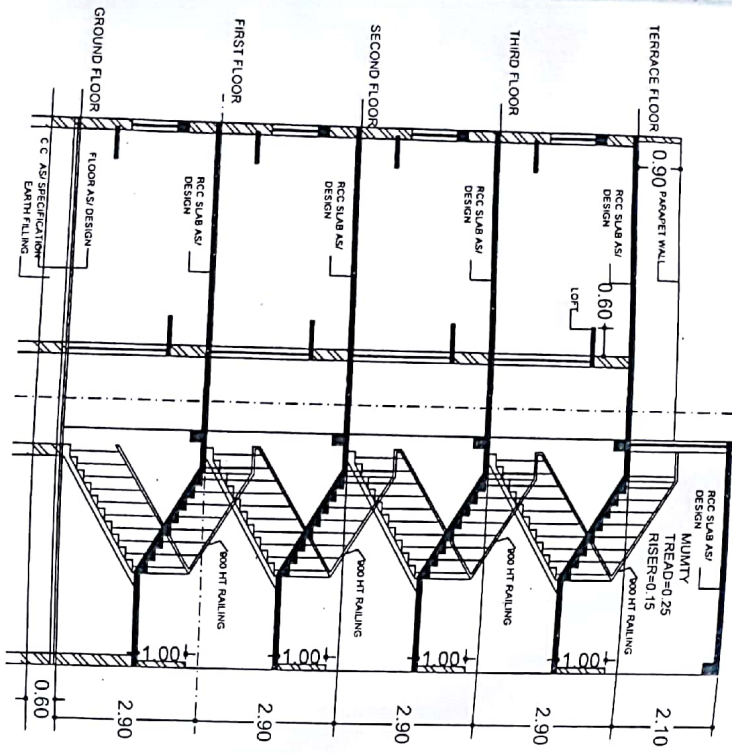 TERRACE FLOOR
THIRD FLOOR
SECOND FLOOR
FIRST FLOOR
GROUND FLOOR
0.90
PARAPET WALL
RCC SLAB AS/
DESIGN
0.60
LOFT
RCC SLAB AS/
DESIGN
RCC SLAB AS/
DESIGN
RCC SLAB AS/
DESIGN
FLOOR AS/ DESIGN
C.C AS/ SPECIFICATION
EARTH FILLING
RCC SLAB AS/
DESIGN
MUMTY
TREAD=0.25
RISER=0.15
900 HT RAILING
900 HT RAILING
900 HT RAILING
900 HT RAILING
1.00
1.00
1.00
1.00
2.10
2.90
2.90
2.90
2.90
0.60